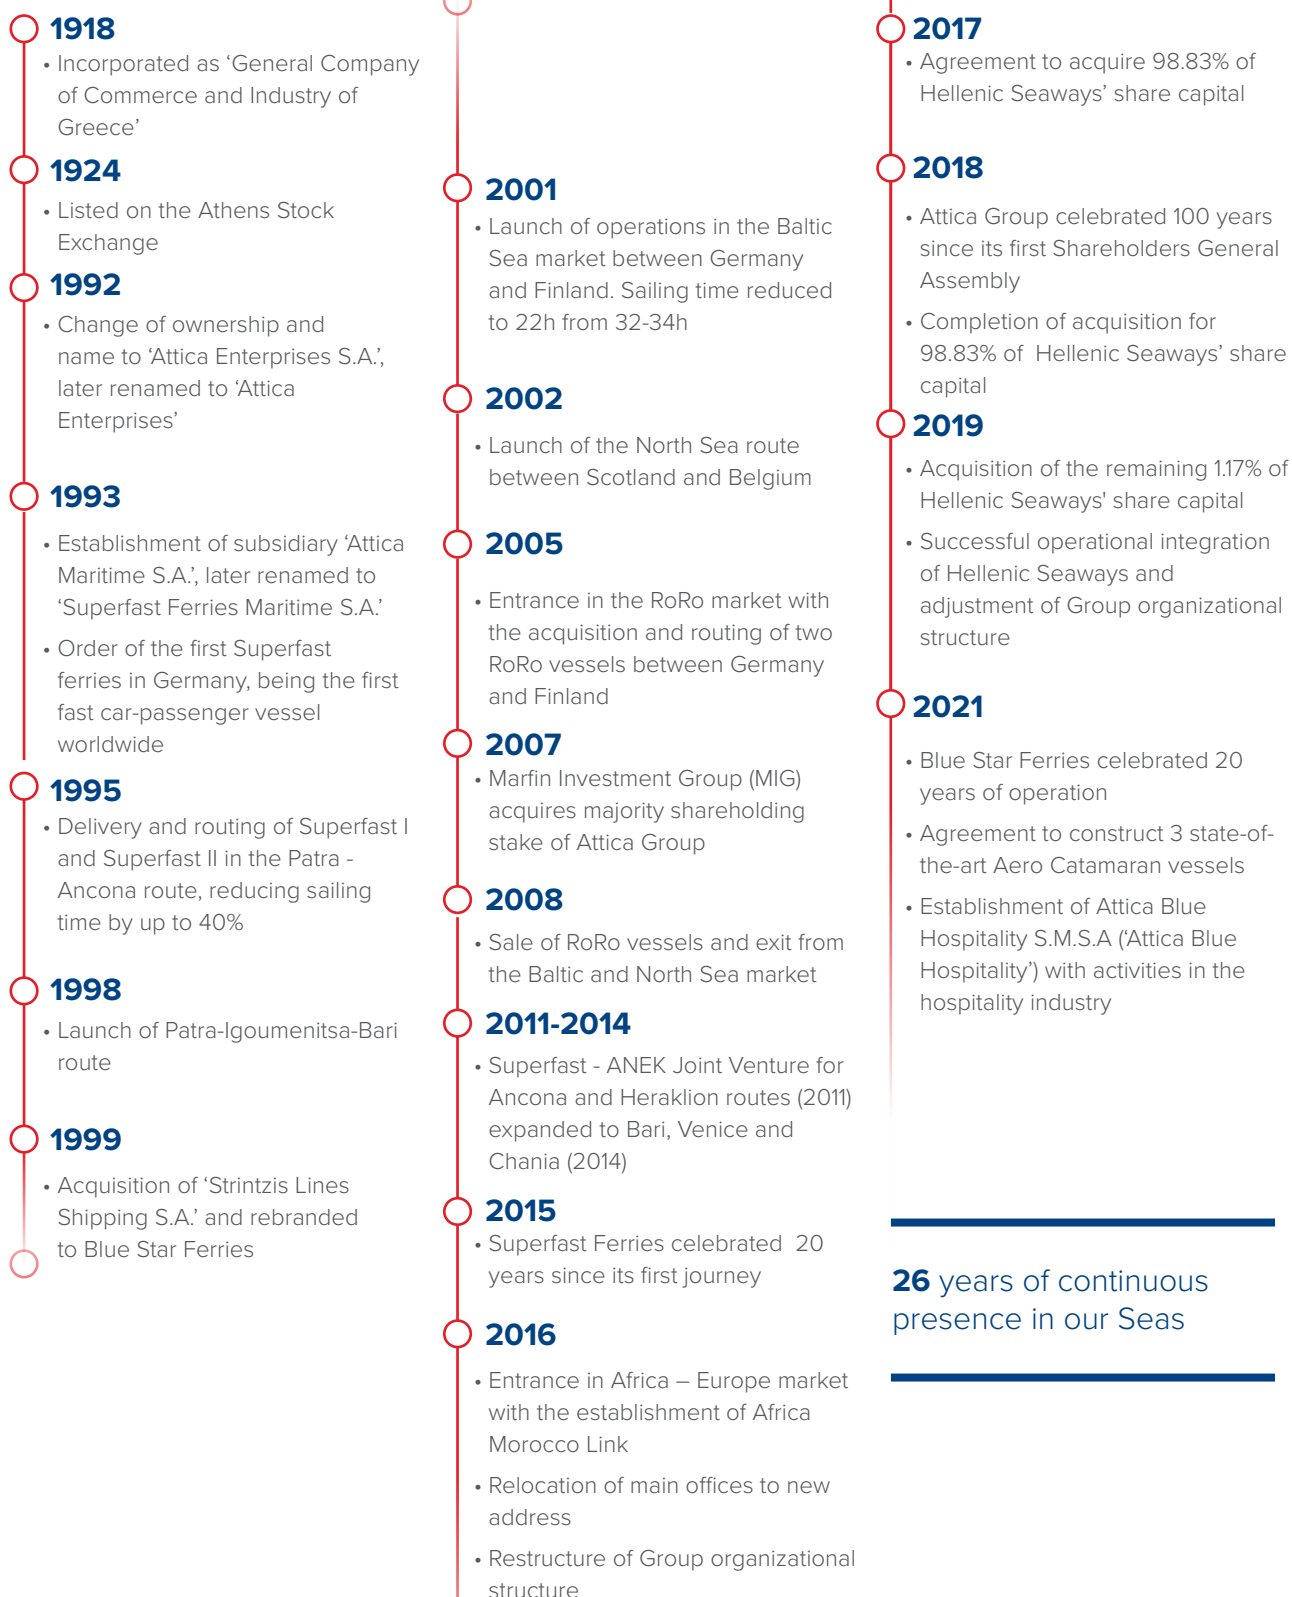 1918
• Incorporated as ‘General Company
of Commerce and Industry of
Greece’
1924
• Listed on the Athens Stock
Exchange
1992
• Change of ownership and
name to ‘Attica Enterprises S.A.’,
later renamed to ‘Attica
Enterprises’
1993
• Establishment of subsidiary ‘Attica
Maritime S.A.’, later renamed to
‘Superfast Ferries Maritime S.A.’
• Order of the first Superfast
ferries in Germany, being the first
fast car-passenger vessel
worldwide
1995
• Delivery and routing of Superfast I
and Superfast II in the Patra -
Ancona route, reducing sailing
time by up to 40%
1998
• Launch of Patra-Igoumenitsa-Bari
route
1999
• Acquisition of ‘Strintzis Lines
Shipping S.A.’ and rebranded
to Blue Star Ferries
2001
• Launch of operations in the Baltic
Sea market between Germany
and Finland. Sailing time reduced
to 22h from 32-34h
2002
• Launch of the North Sea route
between Scotland and Belgium
2005
• Entrance in the RoRo market with
the acquisition and routing of two
RoRo vessels between Germany
and Finland
2007
• Marfin Investment Group (MIG)
acquires majority shareholding
stake of Attica Group
2008
• Sale of RoRo vessels and exit from
the Baltic and North Sea market
2011-2014
• Superfast - ANEK Joint Venture for
Ancona and Heraklion routes (2011)
expanded to Bari, Venice and
Chania (2014)
2015
• Superfast Ferries celebrated 20
years since its first journey
2016
• Entrance in Africa – Europe market
with the establishment of Africa
Morocco Link
• Relocation of main offices to new
address
• Restructure of Group organizational
structure
2017
• Agreement to acquire 98.83% of
Hellenic Seaways’ share capital
2018
• Attica Group celebrated 100 years
since its first Shareholders General
Assembly
• Completion of acquisition for
98.83% of Hellenic Seaways’ share
capital
2019
• Acquisition of the remaining 1.17% of
Hellenic Seaways' share capital
• Successful operational integration
of Hellenic Seaways and
adjustment of Group organizational
structure
2021
• Blue Star Ferries celebrated 20
years of operation
• Agreement to construct 3 state-of-
the-art Aero Catamaran vessels
• Establishment of Attica Blue
Hospitality S.M.S.A (‘Attica Blue
Hospitality’) with activities in the
hospitality industry
26 years of continuous
presence in our Seas